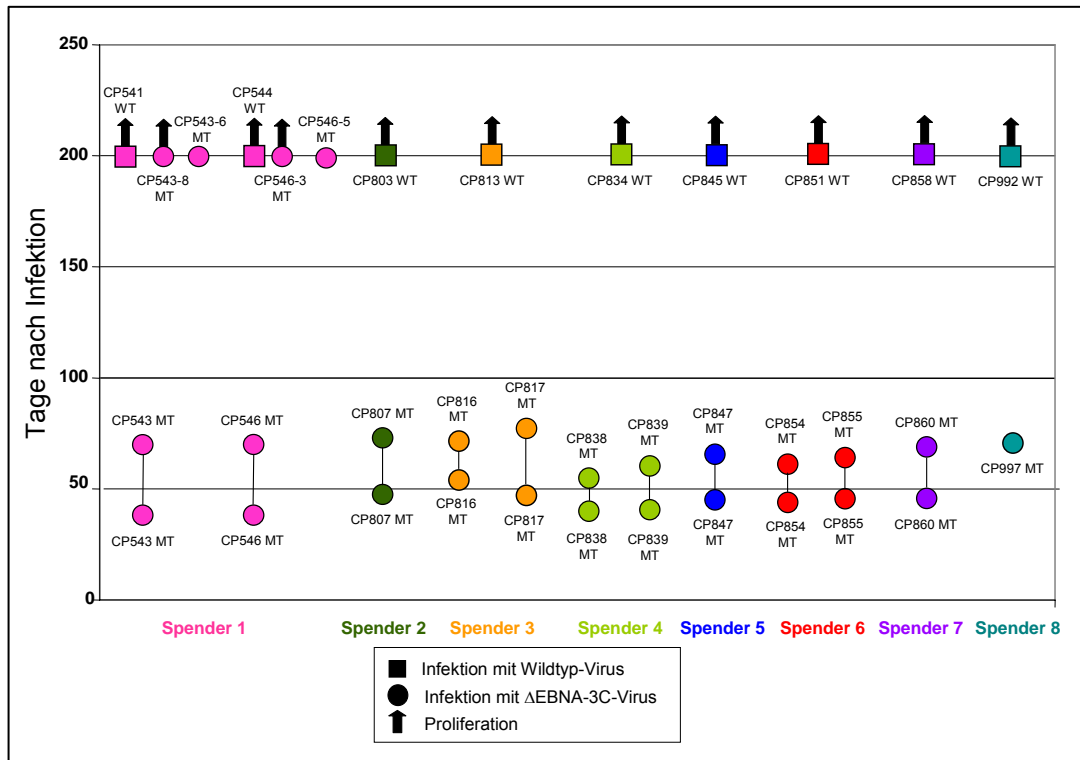 250
CP541
WT
CP544
WT
CP543-6
MT
CP546-5
MT
200
CP543-8
MT
CP546-3
MT
CP803 WT
CP813 WT
CP834 WT
CP845 WT
CP851 WT
CP858 WT
CP992 WT
150
Tage nach Infektion
100
CP543 MT
CP546 MT
CP807 MT
CP816
MT
CP817
MT
CP838
MT
CP839
MT
CP847
MT
CP854
MT
CP855
MT
CP860 MT
CP997 MT
50
CP543 MT
CP546 MT
CP807 MT
CP816
MT
CP817
MT
CP838
MT
CP839
MT
CP847
MT
CP854
MT
CP855
MT
CP860 MT
0
Spender 1
Spender 2
Spender 3
Spender 4
Spender 5
Spender 6
Spender 7
Spender 8
Infektion mit Wildtyp-Virus
Infektion mit ΔEBNA-3C-Virus
Proliferation